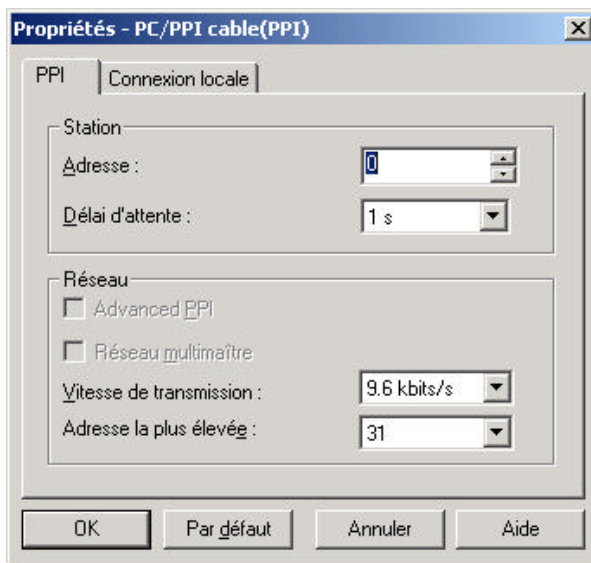 Propriétés - PC/PPI cable(PPI)
PPI Connexion locale
Station
Adresse : 0
Délai d'attente : 1 s
Réseau
Advanced PPI
Réseau multimaître
Vitesse de transmission : 9.6 kbits/s
Adresse la plus élevée : 31
OK Par défaut Annuler Aide